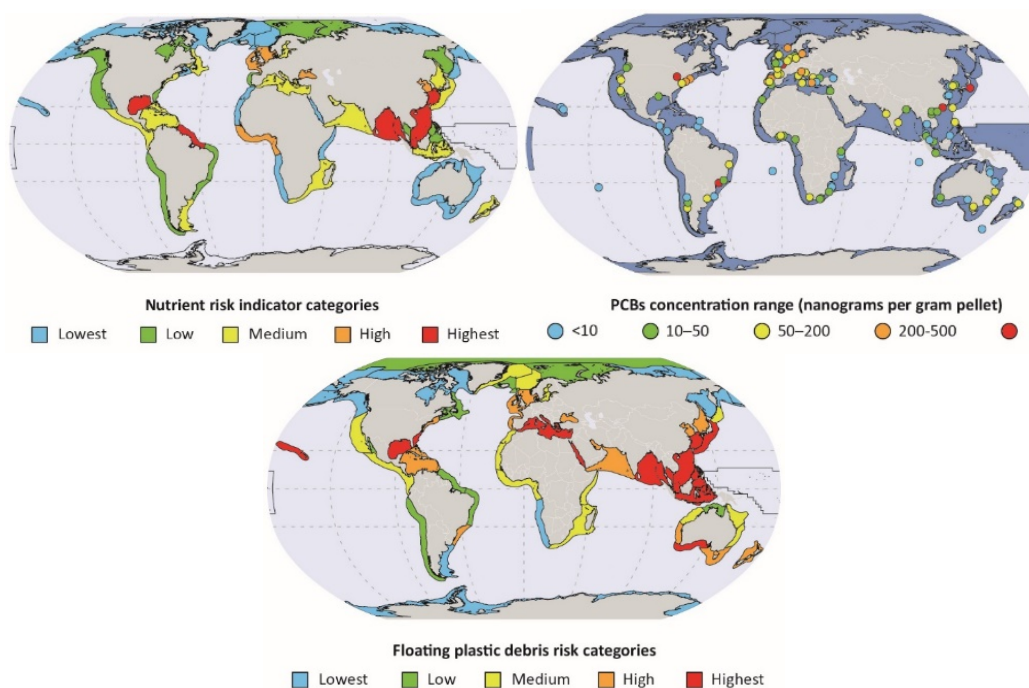 Nutrient risk indicator categories
Lowest Low Medium High Highest
PCBs concentration range (nanograms per gram pellet)
<10 10–50 50–200 200-500
Floating plastic debris risk categories
Lowest Low Medium High Highest